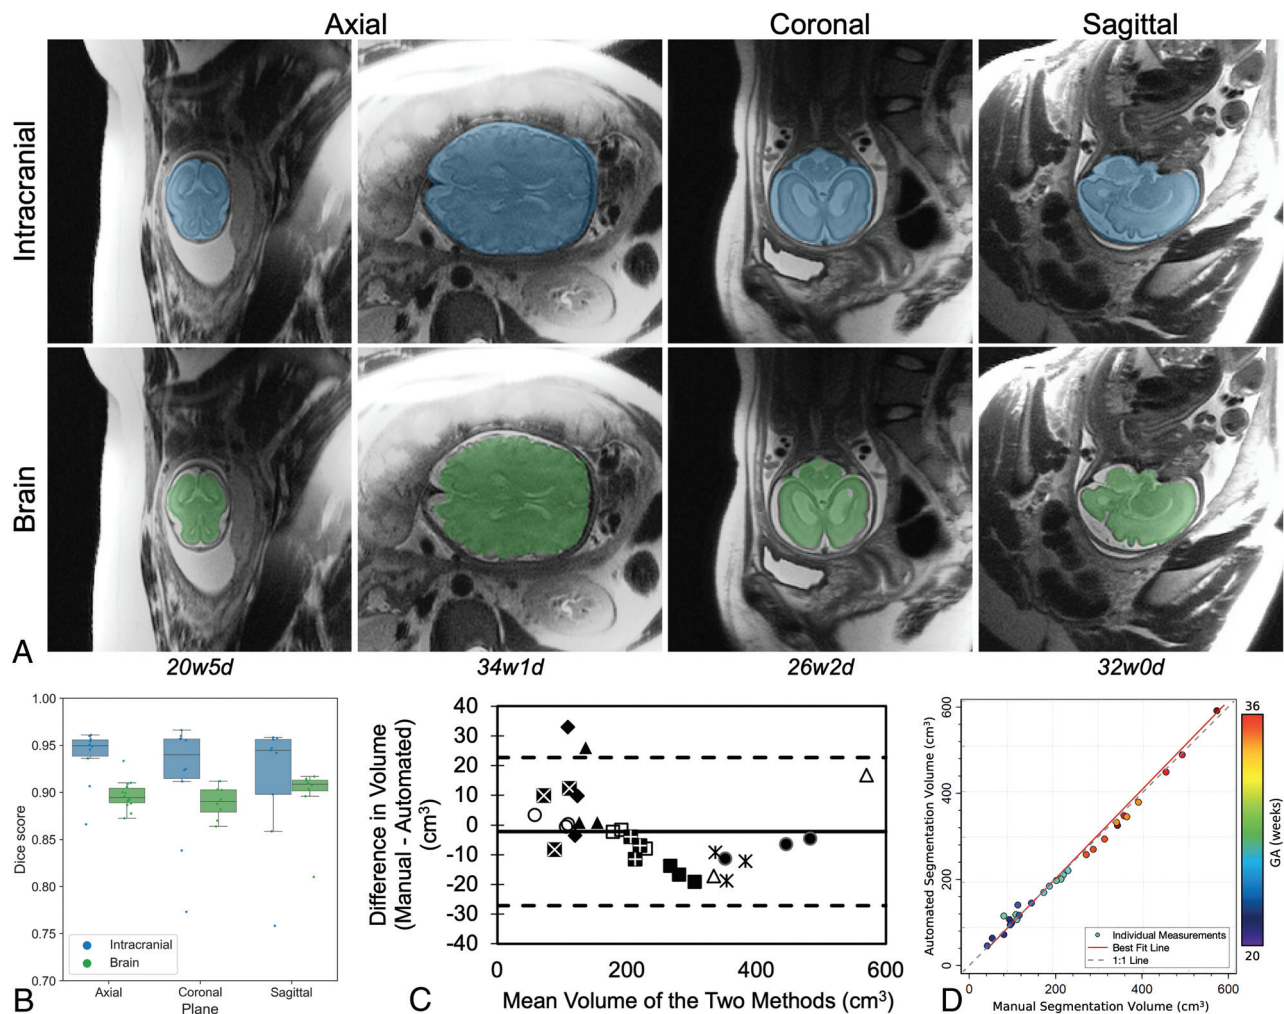 Axial
Coronal
Sagittal
Intracranial
Brain
A
20w5d
34w1d
26w2d
32w0d
1.00
0.95
0.90
0.85
0.80
0.75
0.70
Dice score
Intracranial
Brain
Axial
Coronal
Sagittal
Plane
B
40
30
20
10
0
-10
-20
-30
-40
Difference in Volume
(Manual - Automated)
(cm³)
0
200
400
600
Mean Volume of the Two Methods (cm³)
C
600
400
200
0
Automated Segmentation Volume (cm³)
Individual Measurements
Best Fit Line
1:1 Line
0
200
400
600
Manual Segmentation Volume (cm³)
36
GA (weeks)
20
D